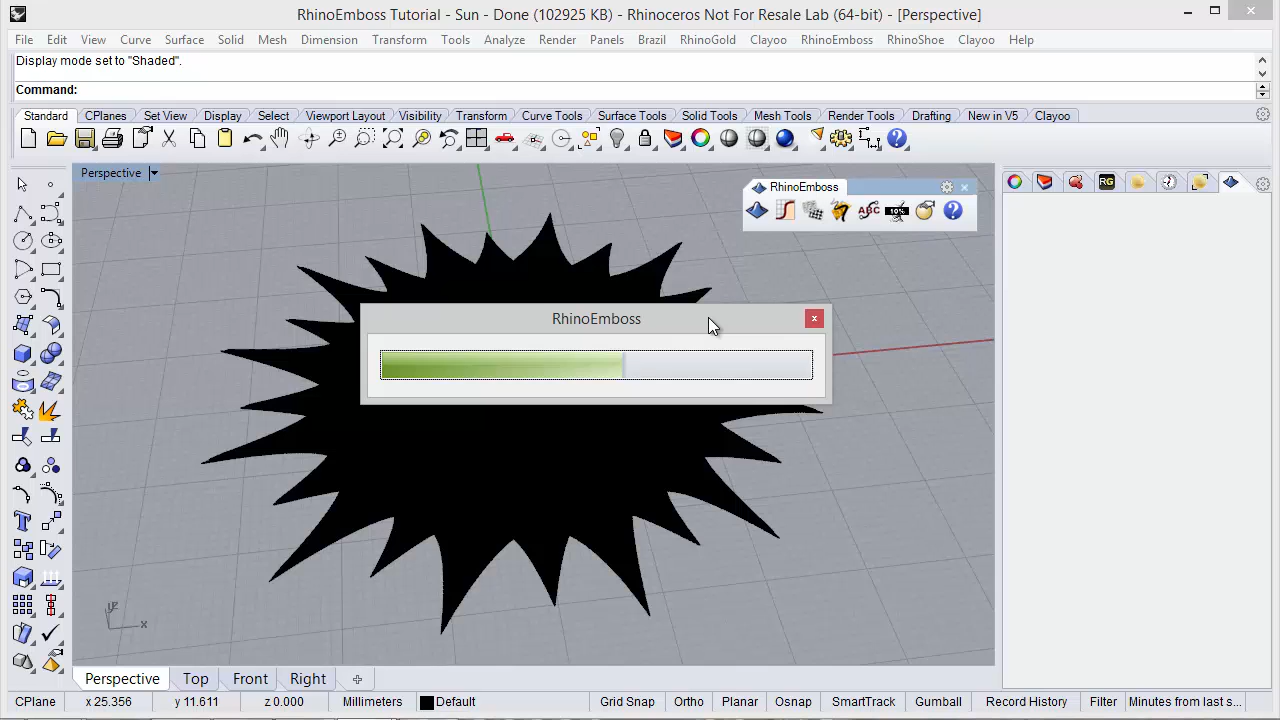 RhinoEmboss Tutorial - Sun - Done (102925 KB) - Rhinoceros Not For Resale Lab (64-bit) - [Perspective]
File Edit View Curve Surface Solid Mesh Dimension Transform Tools Analyze Render Panels Brazil RhinoGold Clayoo RhinoEmboss RhinoShoe Clayoo Help
Display mode set to "Shaded".
Command:
Standard CPlanes Set View Display Select Viewport Layout Visibility Transform Curve Tools Surface Tools Solid Tools Mesh Tools Render Tools Drafting New in V5 Clayoo
Perspective
RhinoEmboss
RG
ABC 10%
RhinoEmboss
y x
Perspective Top Front Right
CPlane x 25.356 y 11.611 z 0.000 Millimeters Default Grid Snap Ortho Planar Osnap SmartTrack Gumball Record History Filter Minutes from last s...